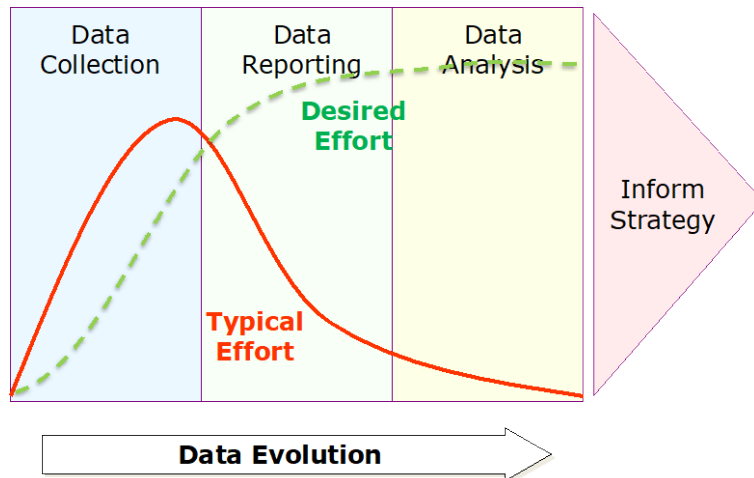 Data
Collection
Data
Reporting
Data
Analysis
Desired
Effort
Typical
Effort
Inform
Strategy
Data Evolution